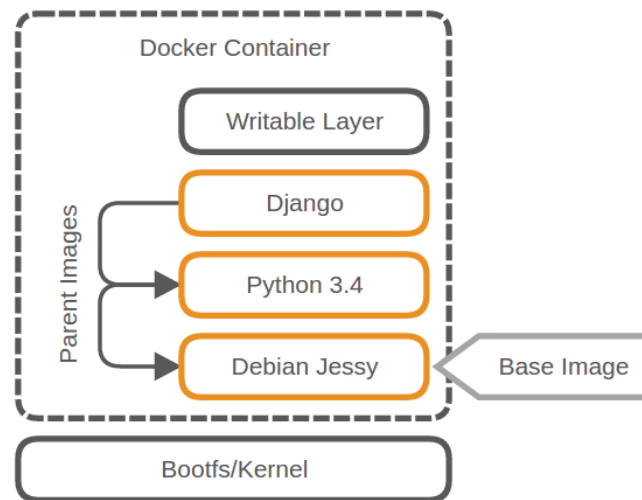 Docker Container
Writable Layer
Django
Parent Images
Python 3.4
Debian Jessy
Base Image
Bootfs/Kernel